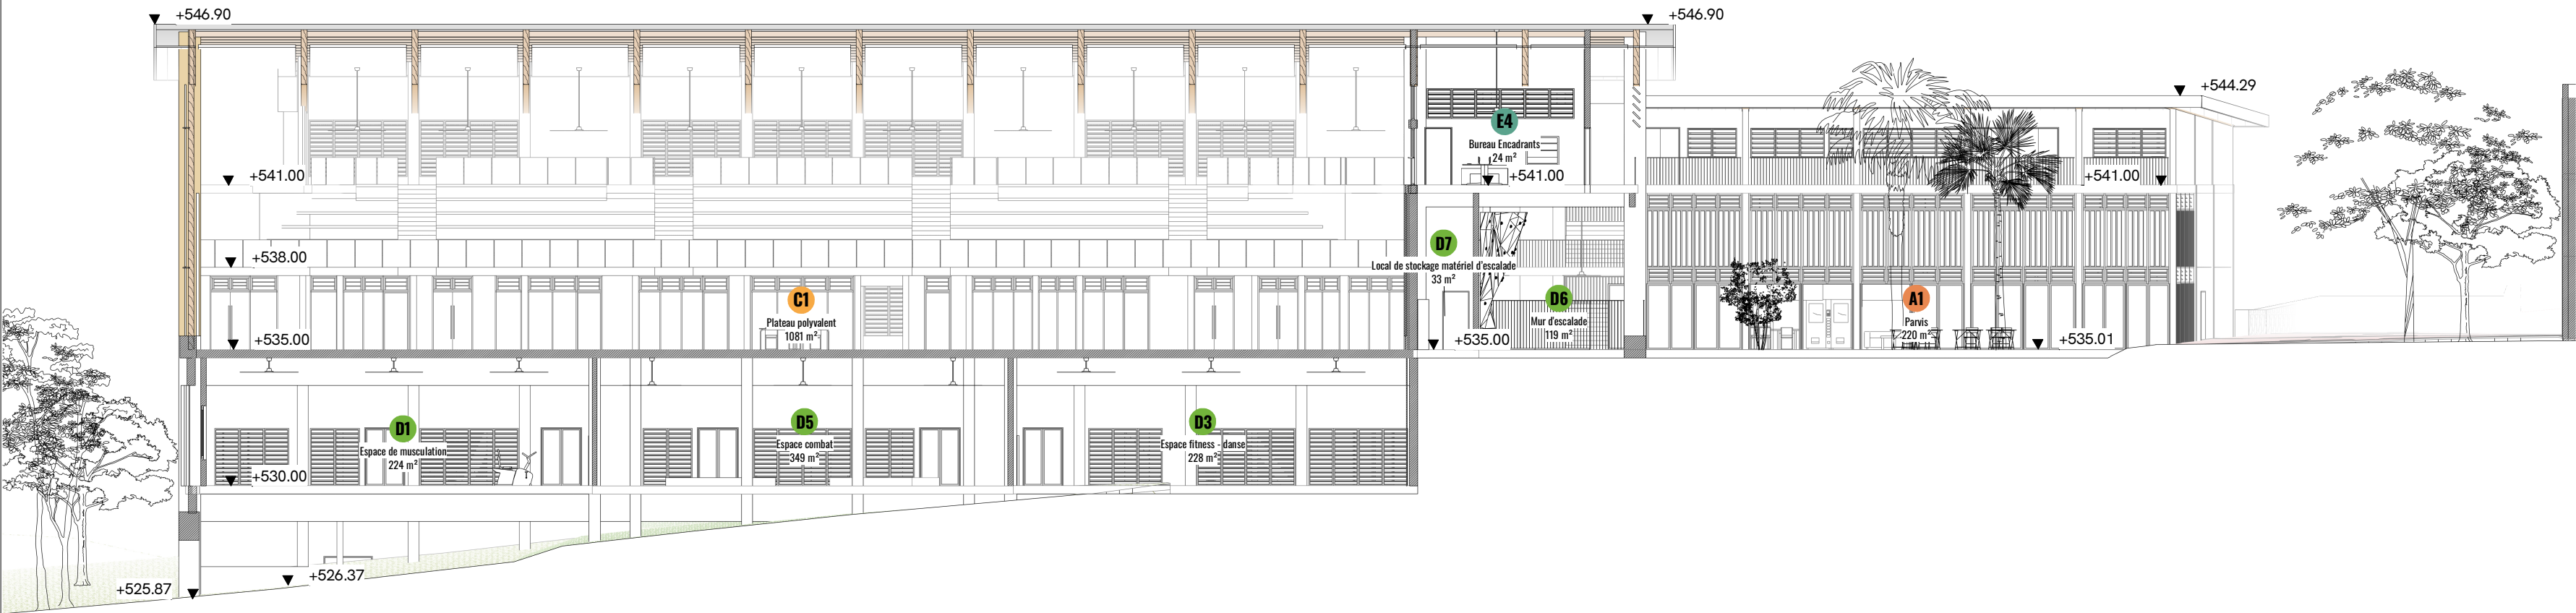 +546.90
+546.90
+544.29
E4
Bureau Encadrants
24 m²
+541.00
+541.00
+541.00
D7
Local de stockage matériel d'escalade
33 m²
+538.00
C1
Plateau polyvalent
1081 m²
D6
Mur d'escalade
119 m²
A1
Parvis
220 m²
+535.00
+535.00
+535.01
D1
Espace de musculation
224 m²
D5
Espace combat
349 m²
D3
Espace fitness - danse
228 m²
+530.00
+526.37
+525.87